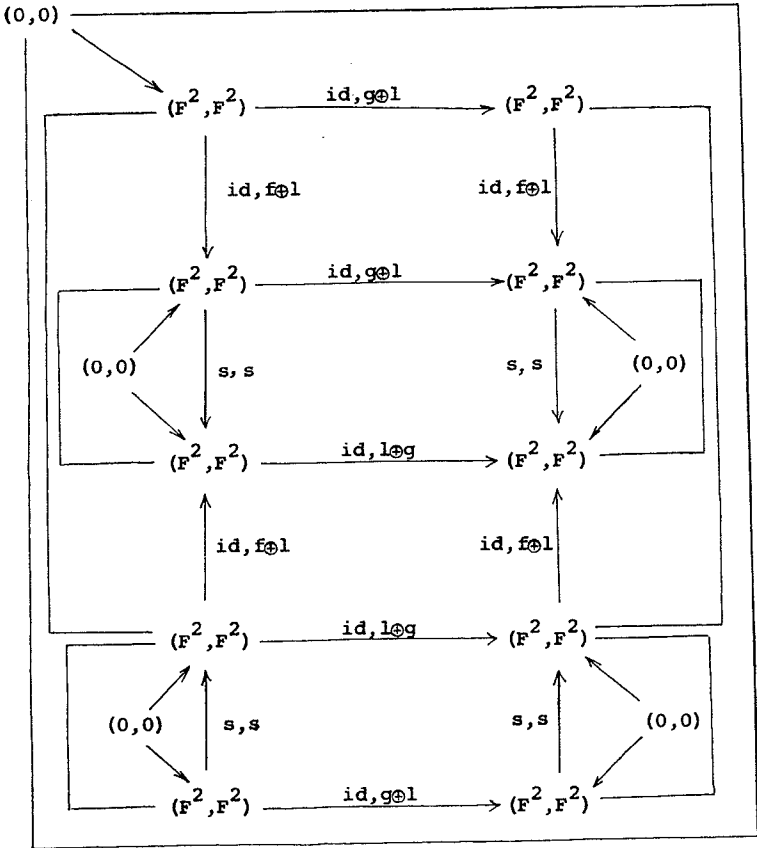 (0,0)
(F²,F²) id,g⊕1 (F²,F²)
id,f⊕1 id,f⊕1
(F²,F²) id,g⊕1 (F²,F²)
(0,0) s,s s,s (0,0)
(F²,F²) id,1⊕g (F²,F²)
id,f⊕1 id,f⊕1
(F²,F²) id,1⊕g (F²,F²)
(0,0) s,s s,s (0,0)
(F²,F²) id,g⊕1 (F²,F²)